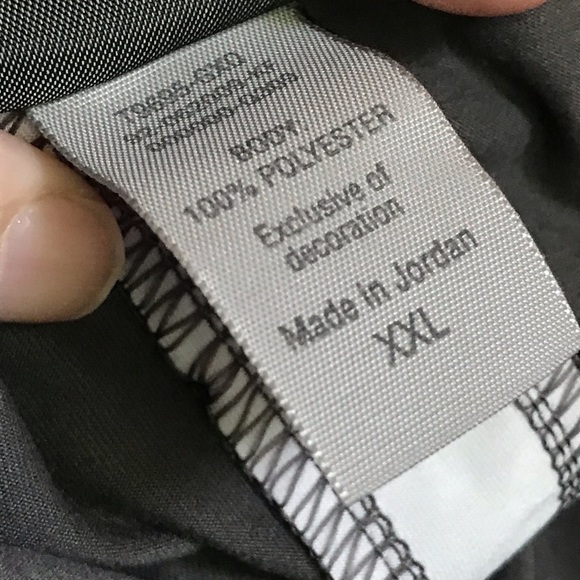 BODY:
100% POLYESTER
Exclusive of
decoration
Made in Jordan
XXL